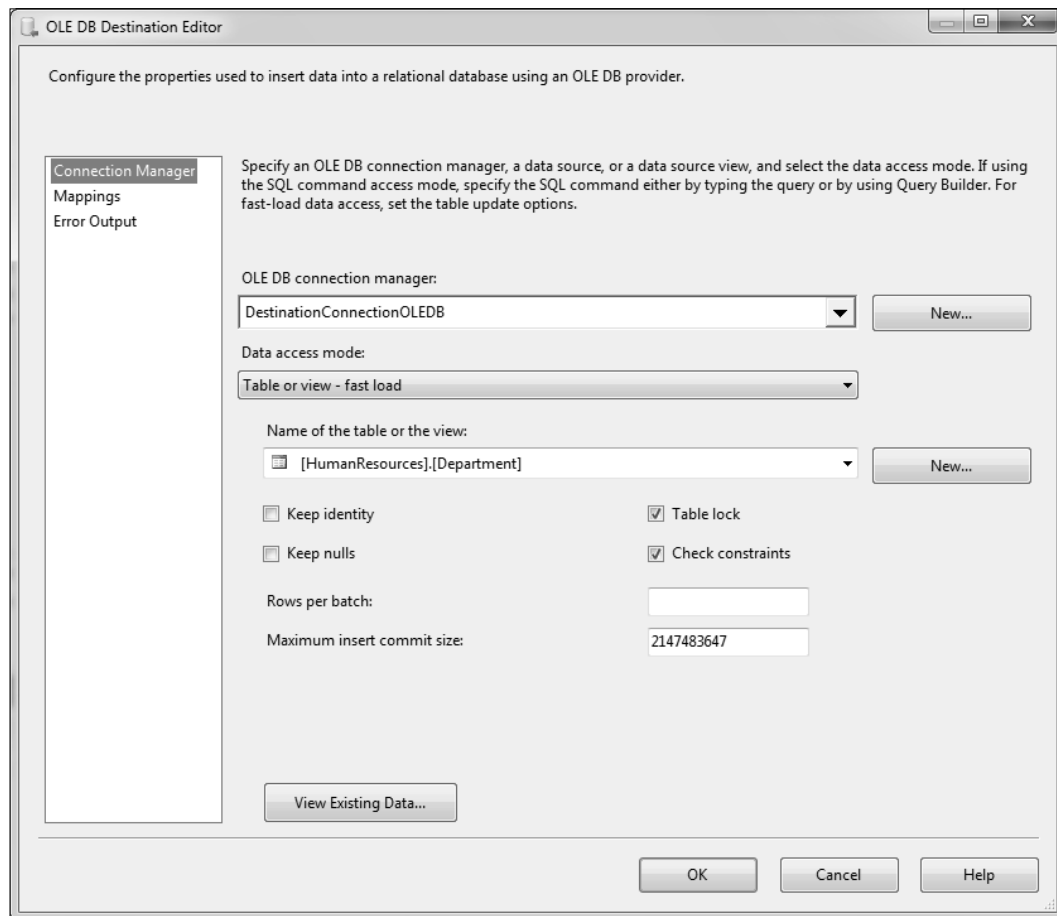 OLE DB Destination Editor
Configure the properties used to insert data into a relational database using an OLE DB provider.
Connection Manager
Mappings
Error Output
Specify an OLE DB connection manager, a data source, or a data source view, and select the data access mode. If using
the SQL command access mode, specify the SQL command either by typing the query or by using Query Builder. For
fast-load data access, set the table update options.
OLE DB connection manager:
DestinationConnectionOLEDB
New...
Data access mode:
Table or view - fast load
Name of the table or the view:
[HumanResources].[Department]
New...
Keep identity
Table lock
Keep nulls
Check constraints
Rows per batch:
Maximum insert commit size:
2147483647
View Existing Data...
OK
Cancel
Help